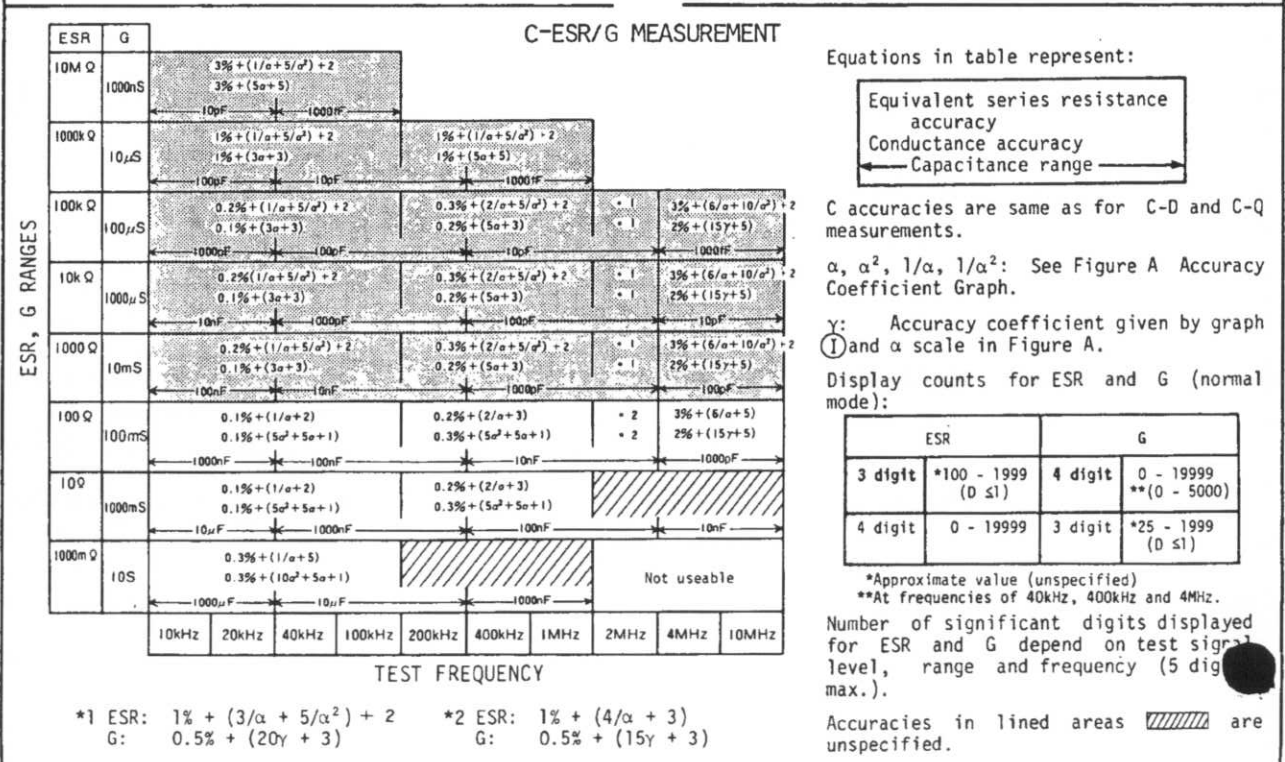 C-ESR/G MEASUREMENT
ESR G
10M Ω 1000nS
3% + (1/α + 5/α²) + 2
3% + (5α + 5)
10pF 1000fF
1000k Ω 10μS
1% + (1/α + 5/α²) + 2 1% + (1/α + 5/α²) + 2
1% + (3α + 3) 1% + (5α + 5)
100pF 10pF 1000fF
100k Ω 100μS
0.2% + (1/α + 5/α²) + 2 0.3% + (2/α + 5/α²) + 2 * 1 3% + (6/α + 10/α²) + 2
0.1% + (3α + 3) 0.2% + (5α + 3) * 1 2% + (15γ + 5)
1000pF 100pF 10pF 1000fF
10k Ω 1000μS
0.2% (1/α + 5/α²) + 2 0.3% + (2/α + 5/α²) + 2 * 1 3% + (6/α + 10/α²) + 2
0.1% + (3α + 3) 0.2% + (5α + 3) * 1 2% + (15γ + 5)
10nF 1000pF 100pF 10pF
1000 Ω 10mS
0.2% + (1/α + 5/α²) + 2 0.3% + (2/α + 5/α²) + 2 * 1 3% + (6/α + 10/α²) + 2
0.1% + (3α + 3) 0.2% + (5α + 3) * 1 2% + (15γ + 5)
100nF 10nF 1000pF 100pF
100 Ω 100mS
0.1% + (1/α + 2) 0.2% + (2/α + 3) * 2 3% + (6/α + 5)
0.1% + (5α² + 5α + 1) 0.3% + (5α² + 5α + 1) * 2 2% + (15γ + 5)
1000nF 100nF 10nF 1000pF
10Ω 1000mS
0.1% + (1/α + 2) 0.2% + (2/α + 3)
0.1% + (5α² + 5α + 1) 0.3% + (5α² + 5α + 1)
10μF 1000nF 100nF 10nF
1000m Ω 10S
0.3% + (1/α + 5)
0.3% + (10α² + 5α + 1) Not useable
1000μF 10μF 1000nF
10kHz 20kHz 40kHz 100kHz 200kHz 400kHz 1MHz 2MHz 4MHz 10MHz
ESR, G RANGES
TEST FREQUENCY
*1 ESR: 1% + (3/α + 5/α²) + 2 *2 ESR: 1% + (4/α + 3)
G: 0.5% + (20γ + 3) G: 0.5% + (15γ + 3)
Equations in table represent:
Equivalent series resistance
accuracy
Conductance accuracy
Capacitance range
C accuracies are same as for C-D and C-Q
measurements.
α, α², 1/α, 1/α²: See Figure A Accuracy
Coefficient Graph.
γ: Accuracy coefficient given by graph
Ⓘ and α scale in Figure A.
Display counts for ESR and G (normal
mode):
ESR G
3 digit *100 - 1999 4 digit 0 - 19999
(D ≤1) **(0 - 5000)
4 digit 0 - 19999 3 digit *25 - 1999
(D ≤1)
*Approximate value (unspecified)
**At frequencies of 40kHz, 400kHz and 4MHz.
Number of significant digits displayed
for ESR and G depend on test signal
level, range and frequency (5 dig
max.).
Accuracies in lined areas are
unspecified.